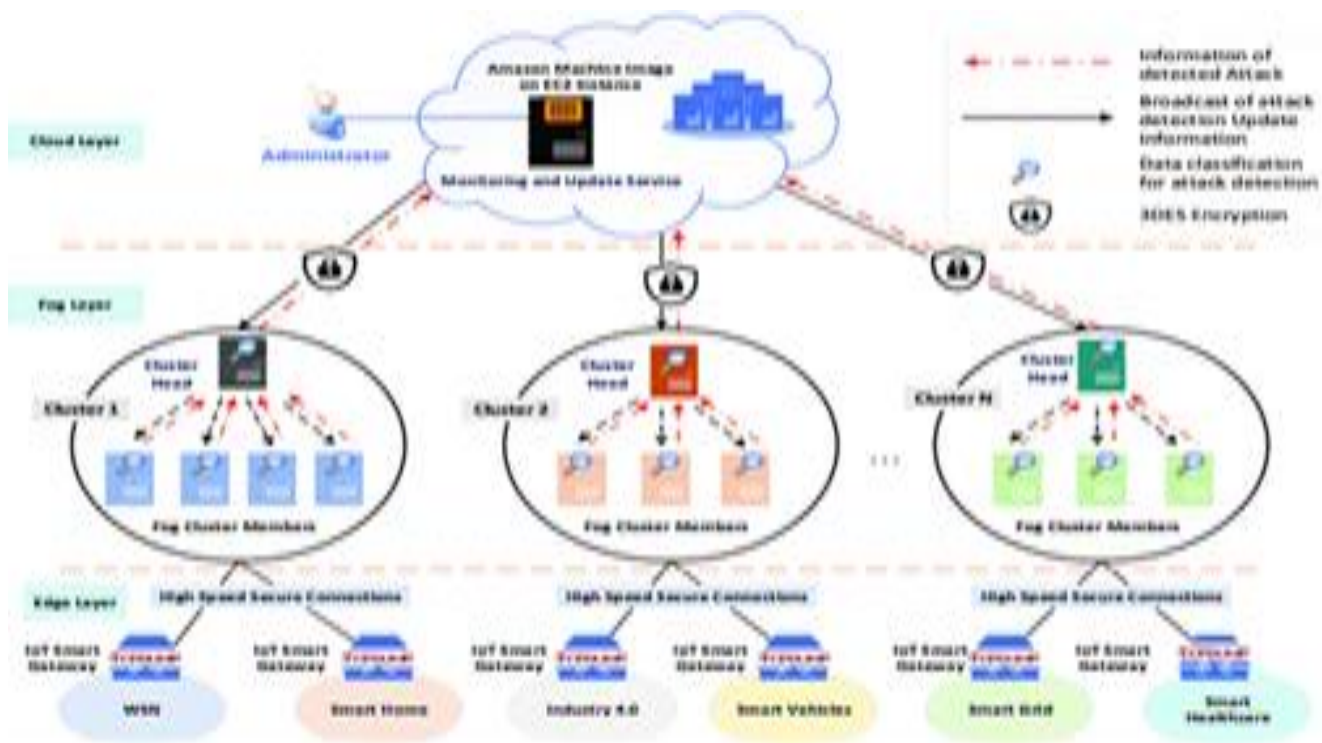 Amazon Machine Image
on EC2 Instance
Information of
detected Attack
Broadcast of attack
detection Update
Information
Data classification
for attack detection
3DES Encryption
Cloud Layer
Administrator
Monitoring and Update Service
Fog Layer
Cluster
Head
Cluster 1
Fog Cluster Members
Cluster
Head
Cluster 2
Fog Cluster Members
...
Cluster
Head
Cluster N
Fog Cluster Members
Edge Layer
High Speed Secure Connections
High Speed Secure Connections
High Speed Secure Connections
IoT Smart
Gateway
IoT Smart
Gateway
IoT Smart
Gateway
IoT Smart
Gateway
IoT Smart
Gateway
IoT Smart
Gateway
WSN
Smart Home
Industry 4.0
Smart Vehicles
Smart Grid
Smart
Healthcare